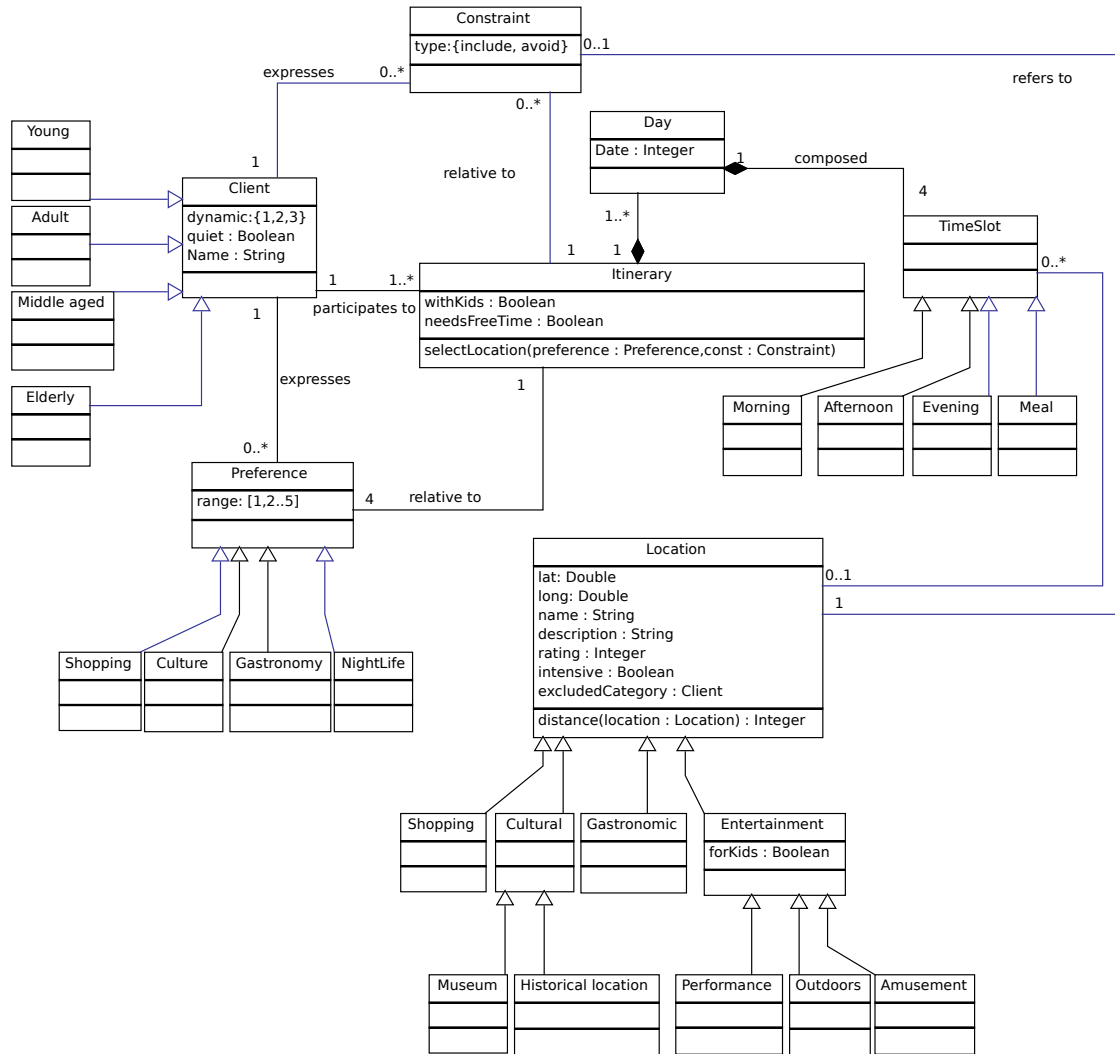 Constraint
type:{include, avoid}
0..1
expresses
0..*
refers to
0..*
Day
Date : Integer
1
composed
Young
1
relative to
4
Client
dynamic:{1,2,3}
quiet : Boolean
Name : String
Adult
1..*
TimeSlot
1
1
0..*
Itinerary
withKids : Boolean
needsFreeTime : Boolean
selectLocation(preference : Preference,const : Constraint)
1
1..*
participates to
Middle aged
1
expresses
1
Elderly
Morning
Afternoon
Evening
Meal
0..*
Preference
range: [1,2..5]
4
relative to
Location
lat: Double
long: Double
name : String
description : String
rating : Integer
intensive : Boolean
excludedCategory : Client
distance(location : Location) : Integer
0..1
1
Shopping
Culture
Gastronomy
NightLife
Shopping
Cultural
Gastronomic
Entertainment
forKids : Boolean
Museum
Historical location
Performance
Outdoors
Amusement